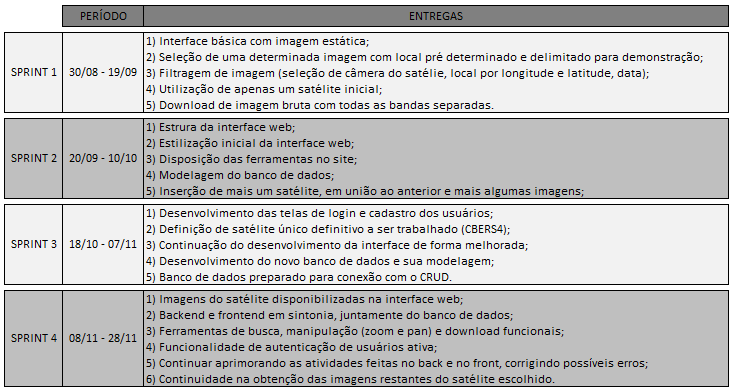 PERÍODO ENTREGAS
SPRINT 1 30/08 - 19/09
1) Interface básica com imagem estática;
2) Seleção de uma determinada imagem com local pré determinado e delimitado para demonstração;
3) Filtragem de imagem (seleção de câmera do satélie, local por longitude e latitude, data);
4) Utilização de apenas um satélite inicial;
5) Download de imagem bruta com todas as bandas separadas.
SPRINT 2 20/09 - 10/10
1) Estrura da interface web;
2) Estilização inicial da interface web;
3) Disposição das ferramentas no site;
4) Modelagem do banco de dados;
5) Inserção de mais um satélite, em união ao anterior e mais algumas imagens;
SPRINT 3 18/10 - 07/11
1) Desenvolvimento das telas de login e cadastro dos usuários;
2) Definição de satélite único definitivo a ser trabalhado (CBERS4);
3) Continuação do desenvolvimento da interface de forma melhorada;
4) Desenvolvimento do novo banco de dados e sua modelagem;
5) Banco de dados preparado para conexão com o CRUD.
SPRINT 4 08/11 - 28/11
1) Imagens do satélite disponibilizadas na interface web;
2) Backend e frontend em sintonia, juntamente do banco de dados;
3) Ferramentas de busca, manipulação (zoom e pan) e download funcionais;
4) Funcionalidade de autenticação de usuários ativa;
5) Continuar aprimorando as atividades feitas no back e no front, corrigindo possíveis erros;
6) Continuidade na obtenção das imagens restantes do satélite escolhido.